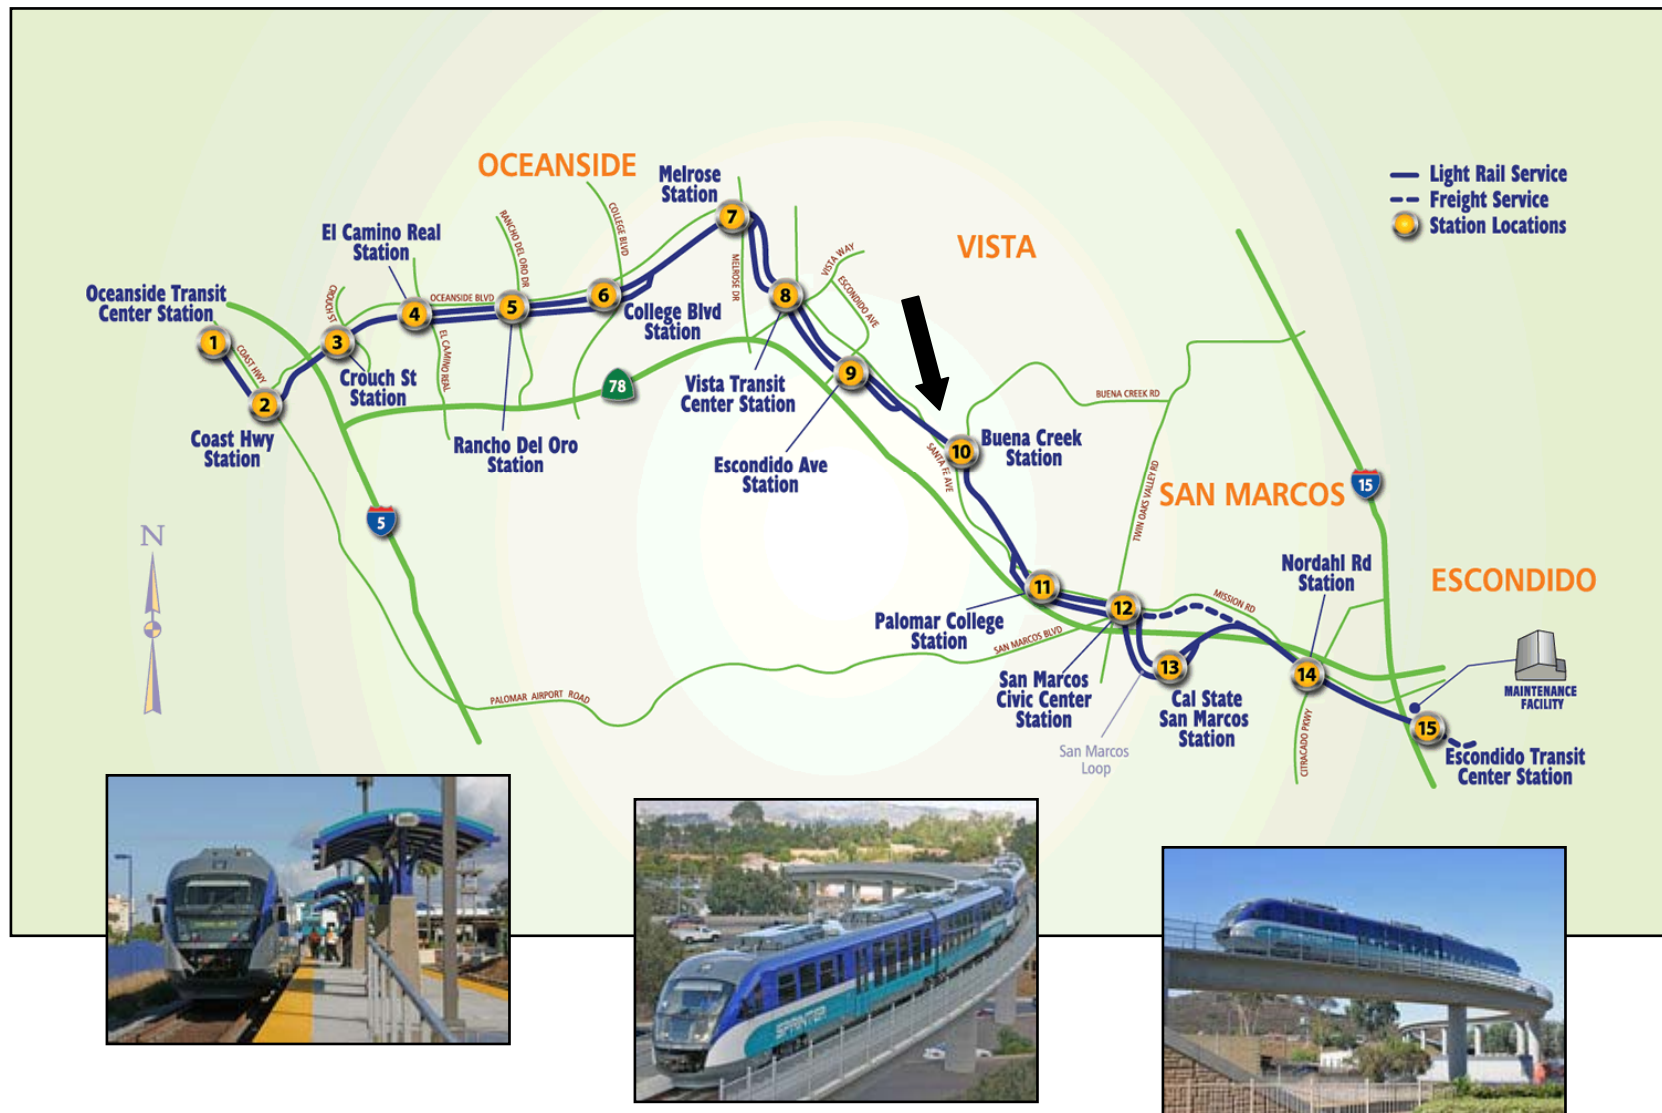 OCEANSIDE
VISTA
SAN MARCOS
ESCONDIDO
Light Rail Service
Freight Service
Station Locations
Oceanside Transit
Center Station
1
COAST HWY
2
Coast Hwy
Station
CROUCH ST
3
Crouch St
Station
El Camino Real
Station
4
OCEANSIDE BLVD
EL CAMINO REAL
RANCHO DEL ORO DR
5
Rancho Del Oro
Station
COLLEGE BLVD
6
College Blvd
Station
Melrose
Station
7
MELROSE DR
8
Vista Transit
Center Station
VISTA WAY
ESCONDIDO AVE
9
Escondido Ave
Station
78
5
N
10
Buena Creek
Station
SANTA FE AVE
BUENA CREEK RD
TWIN OAKS VALLEY RD
15
11
Palomar College
Station
SAN MARCOS BLVD
PALOMAR AIRPORT ROAD
12
San Marcos
Civic Center
Station
San Marcos
Loop
MISSION RD
13
Cal State
San Marcos
Station
Nordahl Rd
Station
14
CITRACADO PKWY
MAINTENANCE
FACILITY
15
Escondido Transit
Center Station
SPRINTER